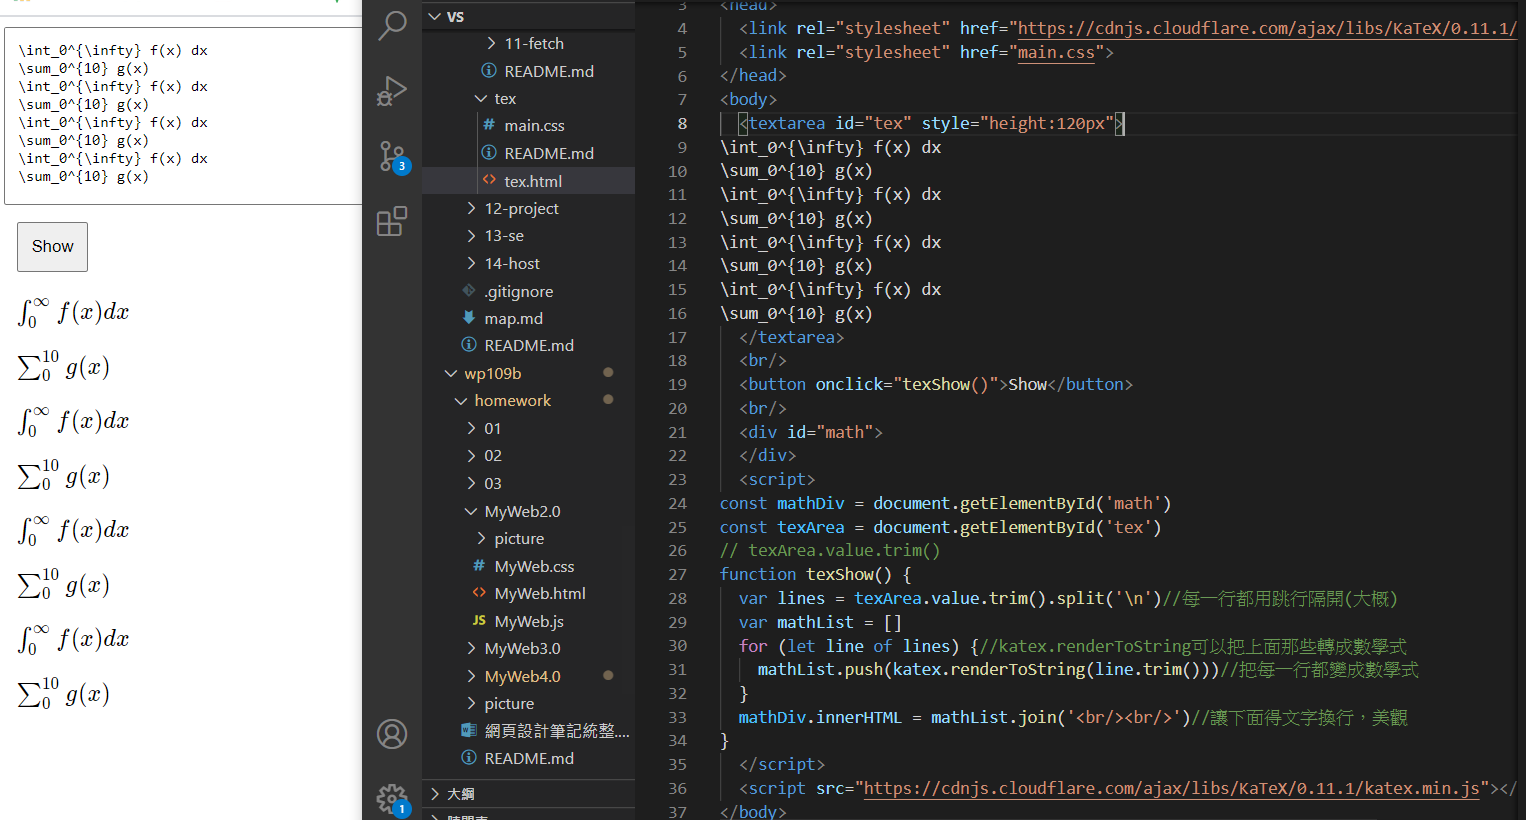 \int_0^{\infty} f(x) dx
\sum_0^{10} g(x)
\int_0^{\infty} f(x) dx
\sum_0^{10} g(x)
\int_0^{\infty} f(x) dx
\sum_0^{10} g(x)
\int_0^{\infty} f(x) dx
\sum_0^{10} g(x)
Show
∫₀^∞ f(x)dx
∑₀^10 g(x)
∫₀^∞ f(x)dx
∑₀^10 g(x)
∫₀^∞ f(x)dx
∑₀^10 g(x)
∫₀^∞ f(x)dx
∑₀^10 g(x)
3
1
VS
11-fetch
README.md
tex
# main.css
README.md
<> tex.html
12-project
13-se
14-host
.gitignore
map.md
README.md
wp109b
homework
01
02
03
MyWeb2.0
picture
# MyWeb.css
<> MyWeb.html
JS MyWeb.js
MyWeb3.0
MyWeb4.0
picture
網頁設計筆記統整....
README.md
大綱
3 <head>
4 <link rel="stylesheet" href="https://cdnjs.cloudflare.com/ajax/libs/KaTeX/0.11.1/
5 <link rel="stylesheet" href="main.css">
6 </head>
7 <body>
8 <textarea id="tex" style="height:120px">
9 \int_0^{\infty} f(x) dx
10 \sum_0^{10} g(x)
11 \int_0^{\infty} f(x) dx
12 \sum_0^{10} g(x)
13 \int_0^{\infty} f(x) dx
14 \sum_0^{10} g(x)
15 \int_0^{\infty} f(x) dx
16 \sum_0^{10} g(x)
17 </textarea>
18 <br/>
19 <button onclick="texShow()">Show</button>
20 <br/>
21 <div id="math">
22 </div>
23 <script>
24 const mathDiv = document.getElementById('math')
25 const texArea = document.getElementById('tex')
26 // texArea.value.trim()
27 function texShow() {
28 var lines = texArea.value.trim().split('\n')//每一行都用跳行隔開(大概)
29 var mathList = []
30 for (let line of lines) {//katex.renderToString可以把上面那些轉成數學式
31 mathList.push(katex.renderToString(line.trim()))//把每一行都變成數學式
32 }
33 mathDiv.innerHTML = mathList.join('<br/><br/>')//讓下面得文字換行，美觀
34 }
35 </script>
36 <script src="https://cdnjs.cloudflare.com/ajax/libs/KaTeX/0.11.1/katex.min.js"></
37 </body>